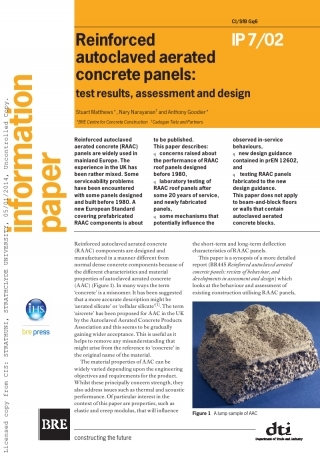 CI/SfB Gq6
Reinforced
autoclaved aerated
concrete panels:
test results, assessment and design
IP 7/02
Stuart Matthews*, Nary Narayanan† and Anthony Goodier*
*BRE Centre for Concrete Construction †Cadogan Tietz and Partners
information
paper
Reinforced autoclaved
aerated concrete (RAAC)
panels are widely used in
mainland Europe. The
experience in the UK has
been rather mixed. Some
serviceability problems
have been encountered
with some panels designed
and built before 1980. A
new European Standard
covering prefabricated
RAAC components is about
to be published.
This paper describes:
concerns raised about
the performance of RAAC
roof panels designed
before 1980,
laboratory testing of
RAAC roof panels after
some 20 years of service,
and newly fabricated
panels,
some mechanisms that
potentially influence the
observed in-service
behaviours,
new design guidance
contained in prEN 12602,
and
testing RAAC panels
fabricated to the new
design guidance.
This paper does not apply
to beam-and-block floors
or walls that contain
autoclaved aerated
concrete blocks.
Reinforced autoclaved aerated concrete
(RAAC) components are designed and
manufactured in a manner different from
normal dense concrete components because of
the different characteristics and material
properties of autoclaved aerated concrete
(AAC) (Figure 1). In many ways the term
'concrete' is a misnomer. It has been suggested
that a more accurate description might be
'aerated silicate' or 'cellular silicate'. The term
'aircrete' has been proposed for AAC in the UK
by the Autoclaved Aerated Concrete Products
Association and this seems to be gradually
gaining wider acceptance. This is useful as it
helps to remove any misunderstanding that
might arise from the reference to 'concrete' in
the original name of the material.
The material properties of AAC can be
widely varied depending upon the engineering
objectives and requirements for the product.
Whilst these principally concern strength, they
also address issues such as thermal and acoustic
performance. Of particular interest in the
context of this paper are properties, such as
elastic and creep modulus, that will influence
the short-term and long-term deflection
characteristics of RAAC panels.
This paper is a synopsis of a more detailed
report (BR445 Reinforced autoclaved aerated
concrete panels: review of behaviour, and
developments in assessment and design) which
looks at the behaviour and assessment of
existing construction utilising RAAC panels,
Figure 1 A lump sample of AAC
IHS
brepress
BRE
constructing the future
dti
Department of Trade and Industry
Licensed copy from CIS: STRATHUNI, STRATHCLYDE UNIVERSITY, 09/01/2014, Uncontrolled Copy.